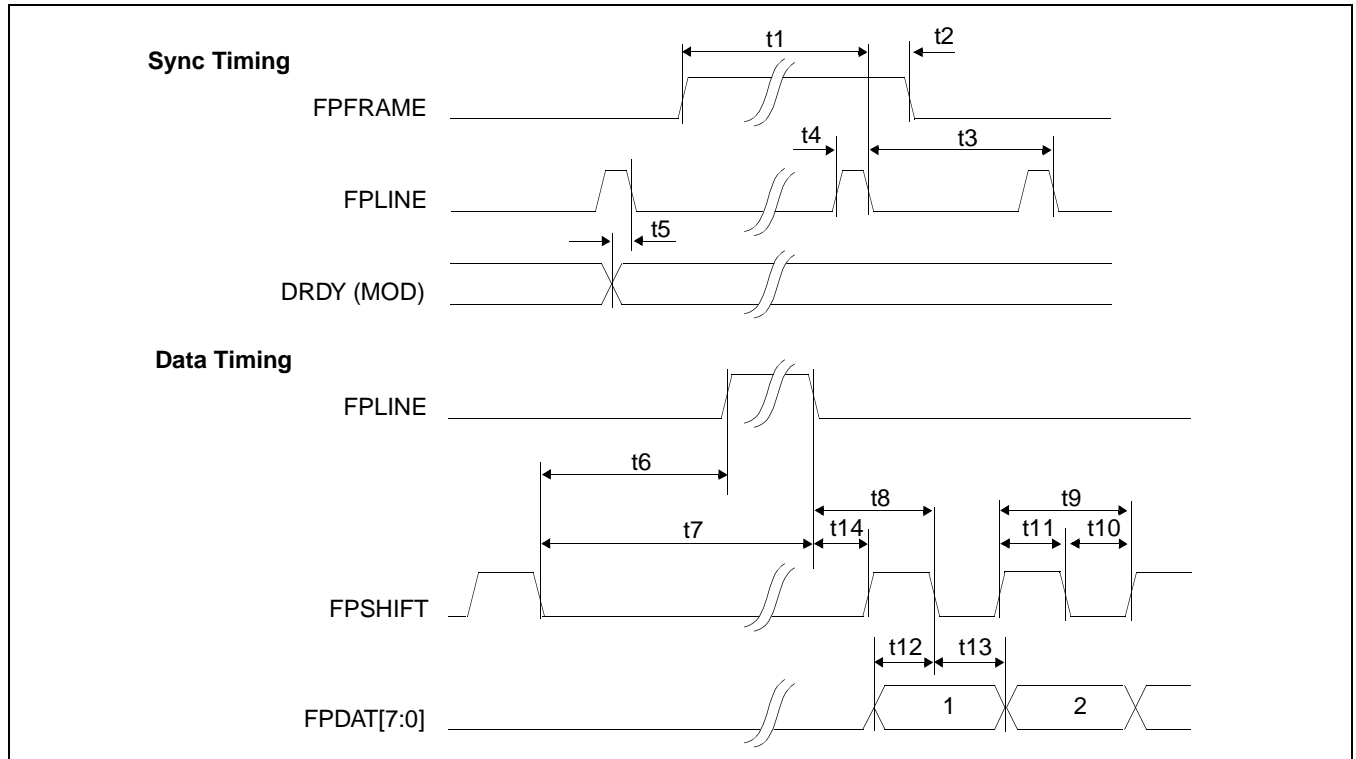 Sync Timing
t1
t2
FPFRAME
t4
t3
FPLINE
t5
DRDY (MOD)
Data Timing
FPLINE
t6
t8
t9
t7
t14
t11
t10
FPSHIFT
t12
t13
FPDAT[7:0]
1
2